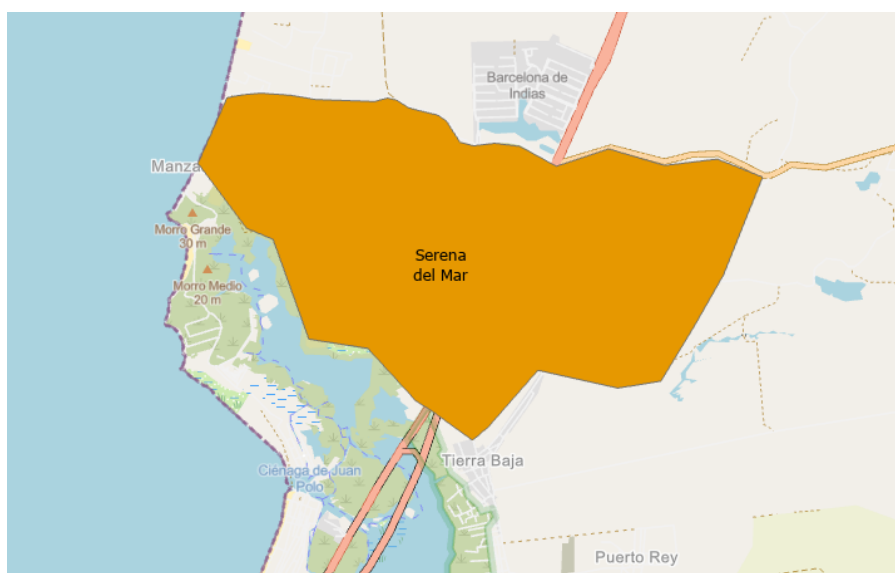 Barcelona de
Indias
Morro Grande
30 m
Serena
del Mar
Morro Medio
20 m
Ciénaga de Juan
Polo
Tierra Baja
Puerto Rey